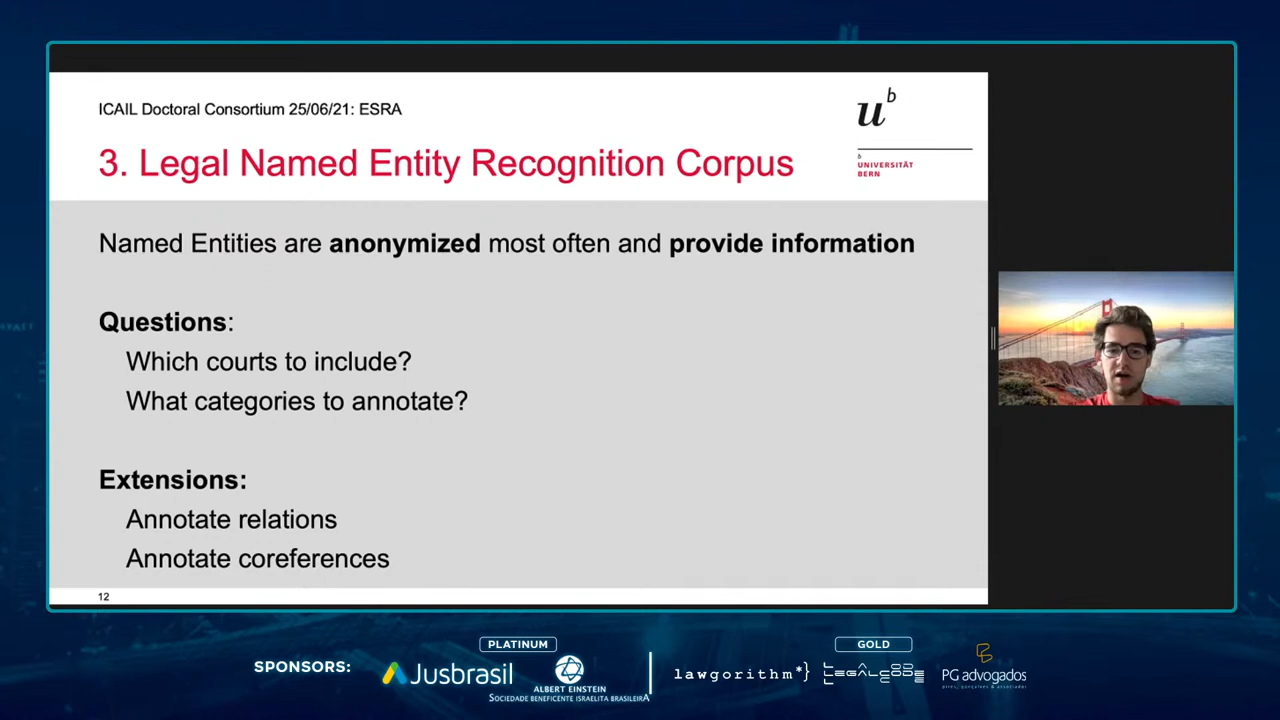 ICAIL Doctoral Consortium 25/06/21: ESRA
u b
3. Legal Named Entity Recognition Corpus
b
UNIVERSITÄT
BERN
Named Entities are anonymized most often and provide information
Questions:
Which courts to include?
What categories to annotate?
Extensions:
Annotate relations
Annotate coreferences
12
SPONSORS:
PLATINUM
Jusbrasil
ALBERT EINSTEIN
SOCIEDADE BENEFICENTE ISRAELITA BRASILEIRA
GOLD
lawgorithm*}
LEGALCODE
PG advogados